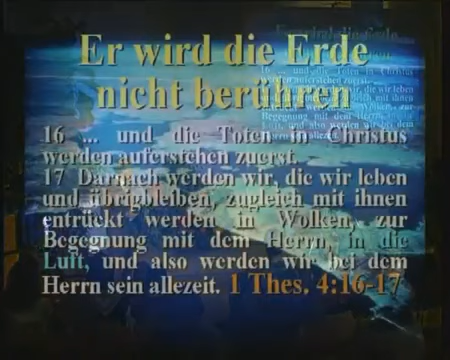 Er wird die Erde
nicht berühren
16 ... und die Toten in Christus
werden auferstehen zuerst.
17 Darnach werden wir, die wir leben
und übrigbleiben, zugleich mit ihnen
entrückt werden in Wolken, zur
Begegnung mit dem Herrn, in die
Luft, und also werden wir bei dem
Herrn sein allezeit. 1 Thes. 4:16-17